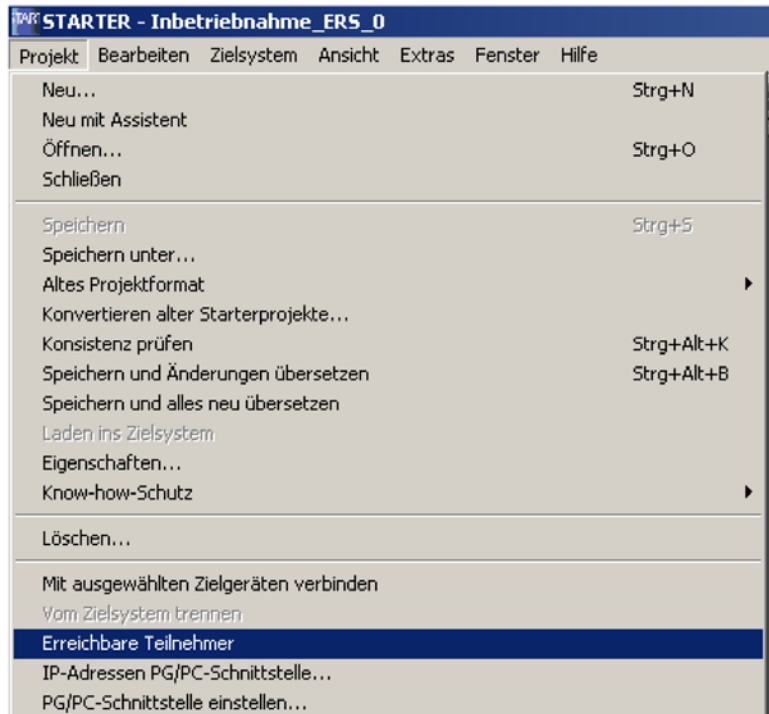 STARTER - Inbetriebnahme_ERS_0
Projekt Bearbeiten Zielsystem Ansicht Extras Fenster Hilfe
Neu... Strg+N
Neu mit Assistent
Öffnen... Strg+O
Schließen
Speichern Strg+S
Speichern unter...
Altes Projektformat
Konvertieren alter Starterprojekte...
Konsistenz prüfen Strg+Alt+K
Speichern und Änderungen übersetzen Strg+Alt+B
Speichern und alles neu übersetzen
Laden ins Zielsystem
Eigenschaften...
Know-how-Schutz
Löschen...
Mit ausgewählten Zielgeräten verbinden
Vom Zielsystem trennen
Erreichbare Teilnehmer
IP-Adressen PG/PC-Schnittstelle...
PG/PC-Schnittstelle einstellen...